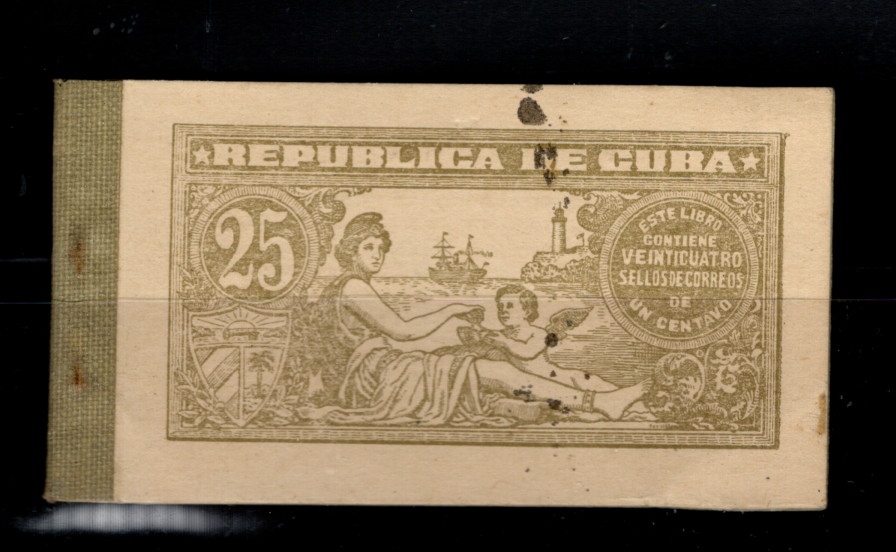 REPUBLICA DE CUBA
25
ESTE LIBRO
CONTIENE
VEINTICUATRO
SELLOS DE CORREOS
DE
UN CENTAVO